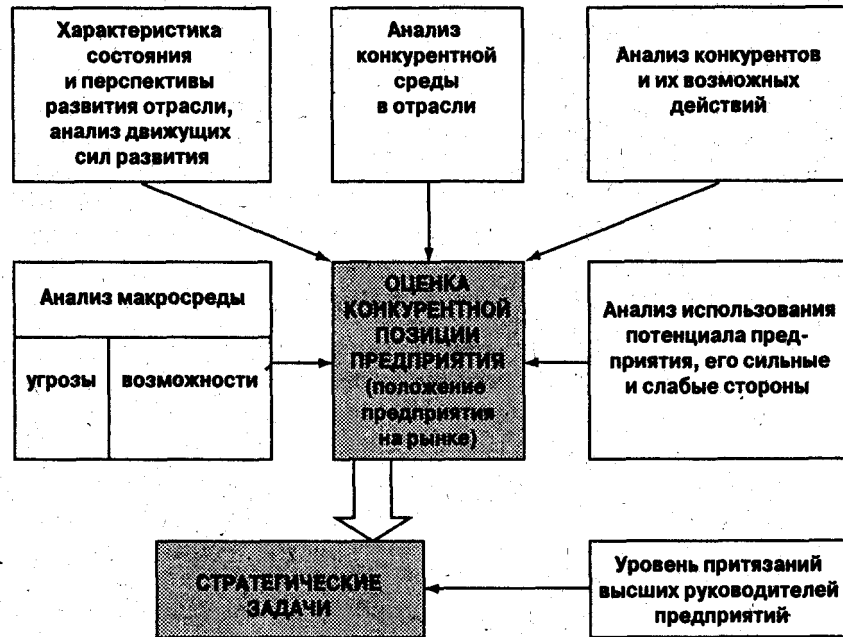 Характеристика
состояния
и перспективы
развития отрасли,
анализ движущих
сил развития
Анализ
конкурентной
среды
в отрасли
Анализ конкурентов
и их возможных
действий
Анализ макросреды
угрозы
возможности
ОЦЕНКА
КОНКУРЕНТНОЙ
ПОЗИЦИИ
ПРЕДПРИЯТИЯ
(положение
предприятия
на рынке)
Анализ использования
потенциала пред-
приятия, его сильные
и слабые стороны
СТРАТЕГИЧЕСКИЕ
ЗАДАЧИ
Уровень притязаний
высших руководителей
предприятий